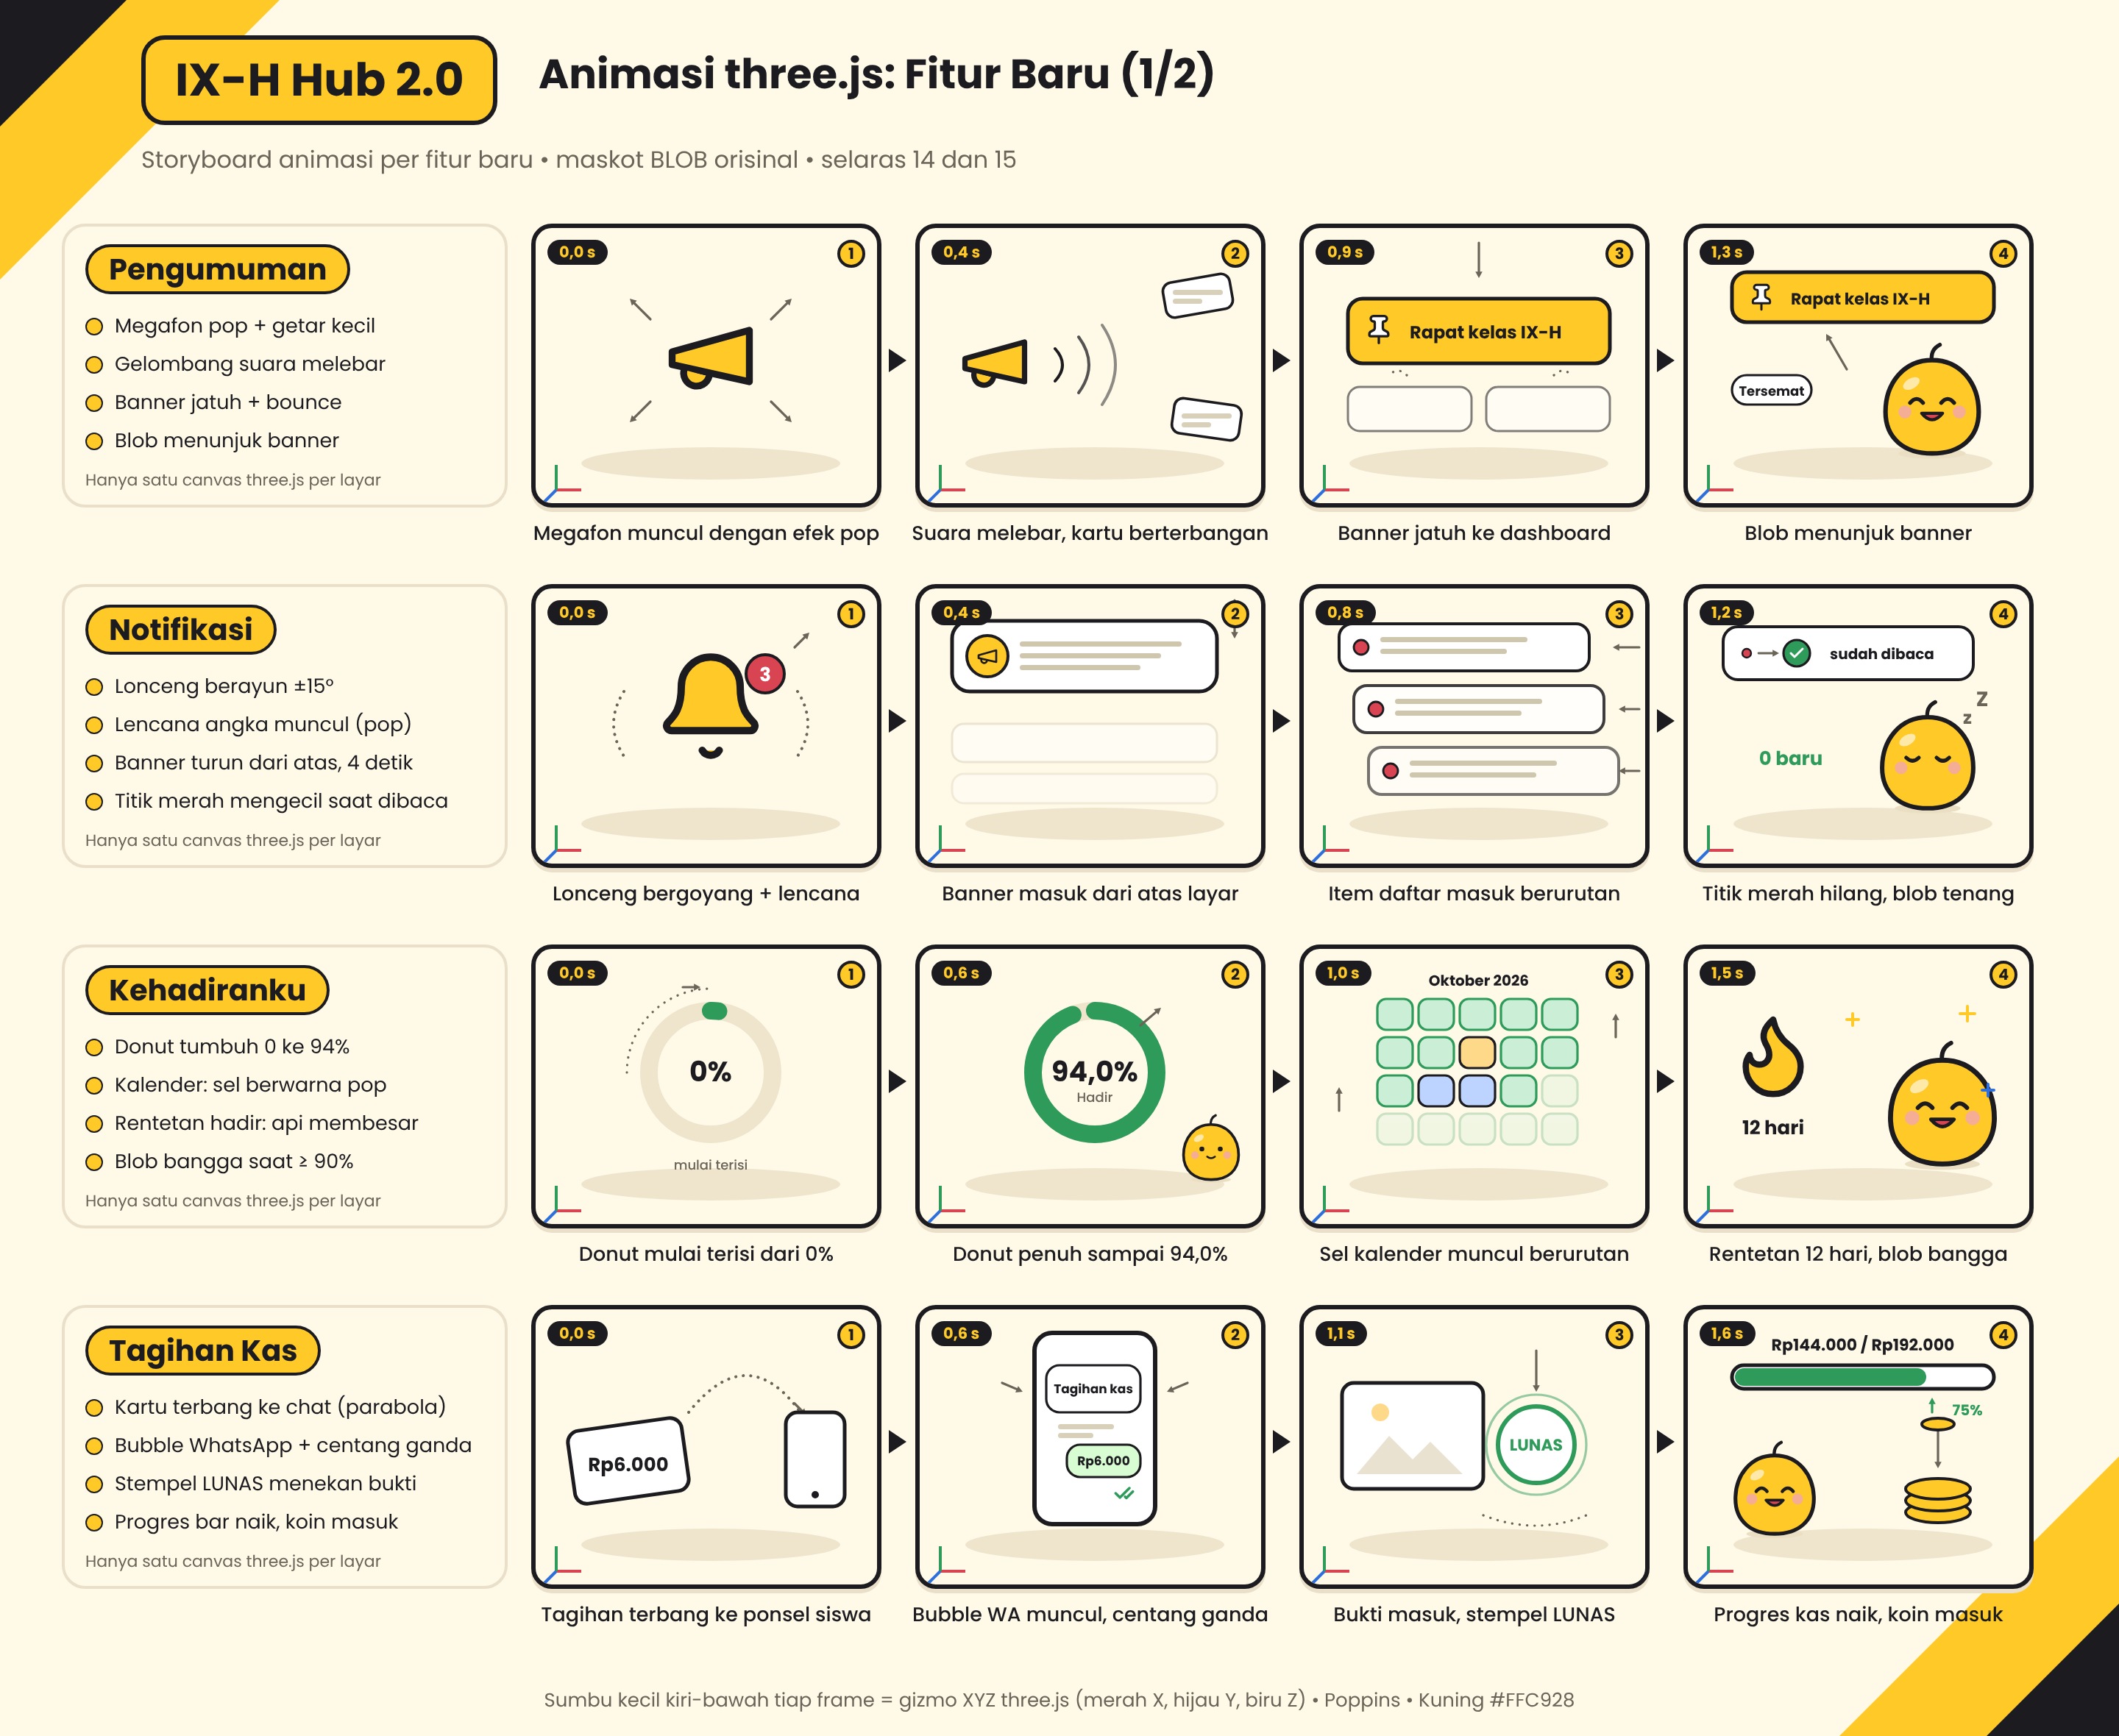 IX-H Hub 2.0
Animasi three.js: Fitur Baru (1/2)
Storyboard animasi per fitur baru • maskot BLOB orisinal • selaras 14 dan 15
Pengumuman
Megafon pop + getar kecil
Gelombang suara melebar
Banner jatuh + bounce
Blob menunjuk banner
Hanya satu canvas three.js per layar
0,0 s
1
Megafon muncul dengan efek pop
0,4 s
2
Suara melebar, kartu berterbangan
0,9 s
3
Rapat kelas IX-H
Banner jatuh ke dashboard
1,3 s
4
Rapat kelas IX-H
Tersemat
Blob menunjuk banner
Notifikasi
Lonceng berayun ±15°
Lencana angka muncul (pop)
Banner turun dari atas, 4 detik
Titik merah mengecil saat dibaca
Hanya satu canvas three.js per layar
0,0 s
1
3
Lonceng bergoyang + lencana
0,4 s
2
Banner masuk dari atas layar
0,8 s
3
Item daftar masuk berurutan
1,2 s
4
sudah dibaca
Z
z
0 baru
Titik merah hilang, blob tenang
Kehadiranku
Donut tumbuh 0 ke 94%
Kalender: sel berwarna pop
Rentetan hadir: api membesar
Blob bangga saat ≥ 90%
Hanya satu canvas three.js per layar
0,0 s
1
0%
mulai terisi
Donut mulai terisi dari 0%
0,6 s
2
94,0%
Hadir
Donut penuh sampai 94,0%
1,0 s
3
Oktober 2026
Sel kalender muncul berurutan
1,5 s
4
12 hari
Rentetan 12 hari, blob bangga
Tagihan Kas
Kartu terbang ke chat (parabola)
Bubble WhatsApp + centang ganda
Stempel LUNAS menekan bukti
Progres bar naik, koin masuk
Hanya satu canvas three.js per layar
0,0 s
1
Rp6.000
Tagihan terbang ke ponsel siswa
0,6 s
2
Tagihan kas
Rp6.000
Bubble WA muncul, centang ganda
1,1 s
3
LUNAS
Bukti masuk, stempel LUNAS
1,6 s
4
Rp144.000 / Rp192.000
75%
Progres kas naik, koin masuk
Sumbu kecil kiri-bawah tiap frame = gizmo XYZ three.js (merah X, hijau Y, biru Z) • Poppins • Kuning #FFC928